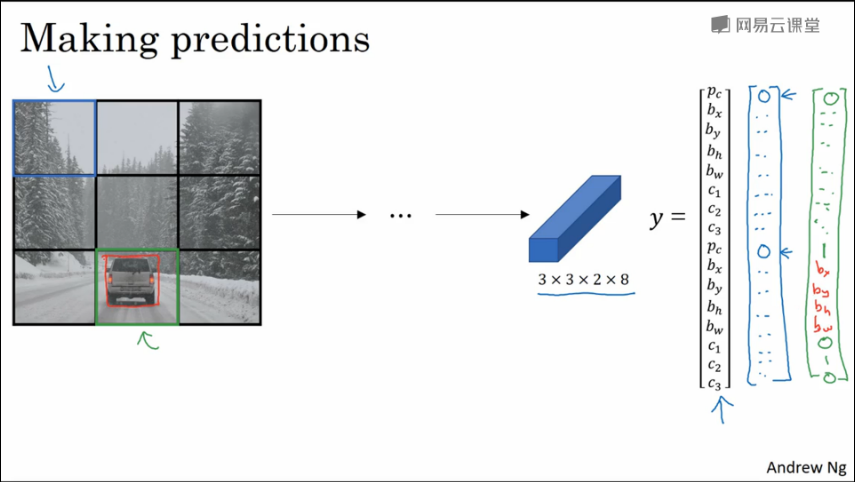 Making predictions
网易云课堂
...
3 × 3 × 2 × 8
y =
p_c
b_x
b_y
b_h
b_w
c_1
c_2
c_3
p_c
b_x
b_y
b_h
b_w
c_1
c_2
c_3
0
0
0
1
b_x
b_y
b_h
b_w
0
1
0
Andrew Ng